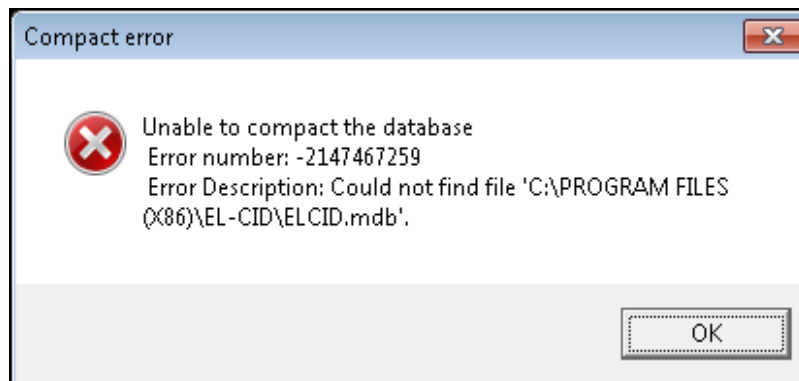 Compact error
Unable to compact the database
Error number: -2147467259
Error Description: Could not find file 'C:\PROGRAM FILES
(X86)\EL-CID\ELCID.mdb'.
OK